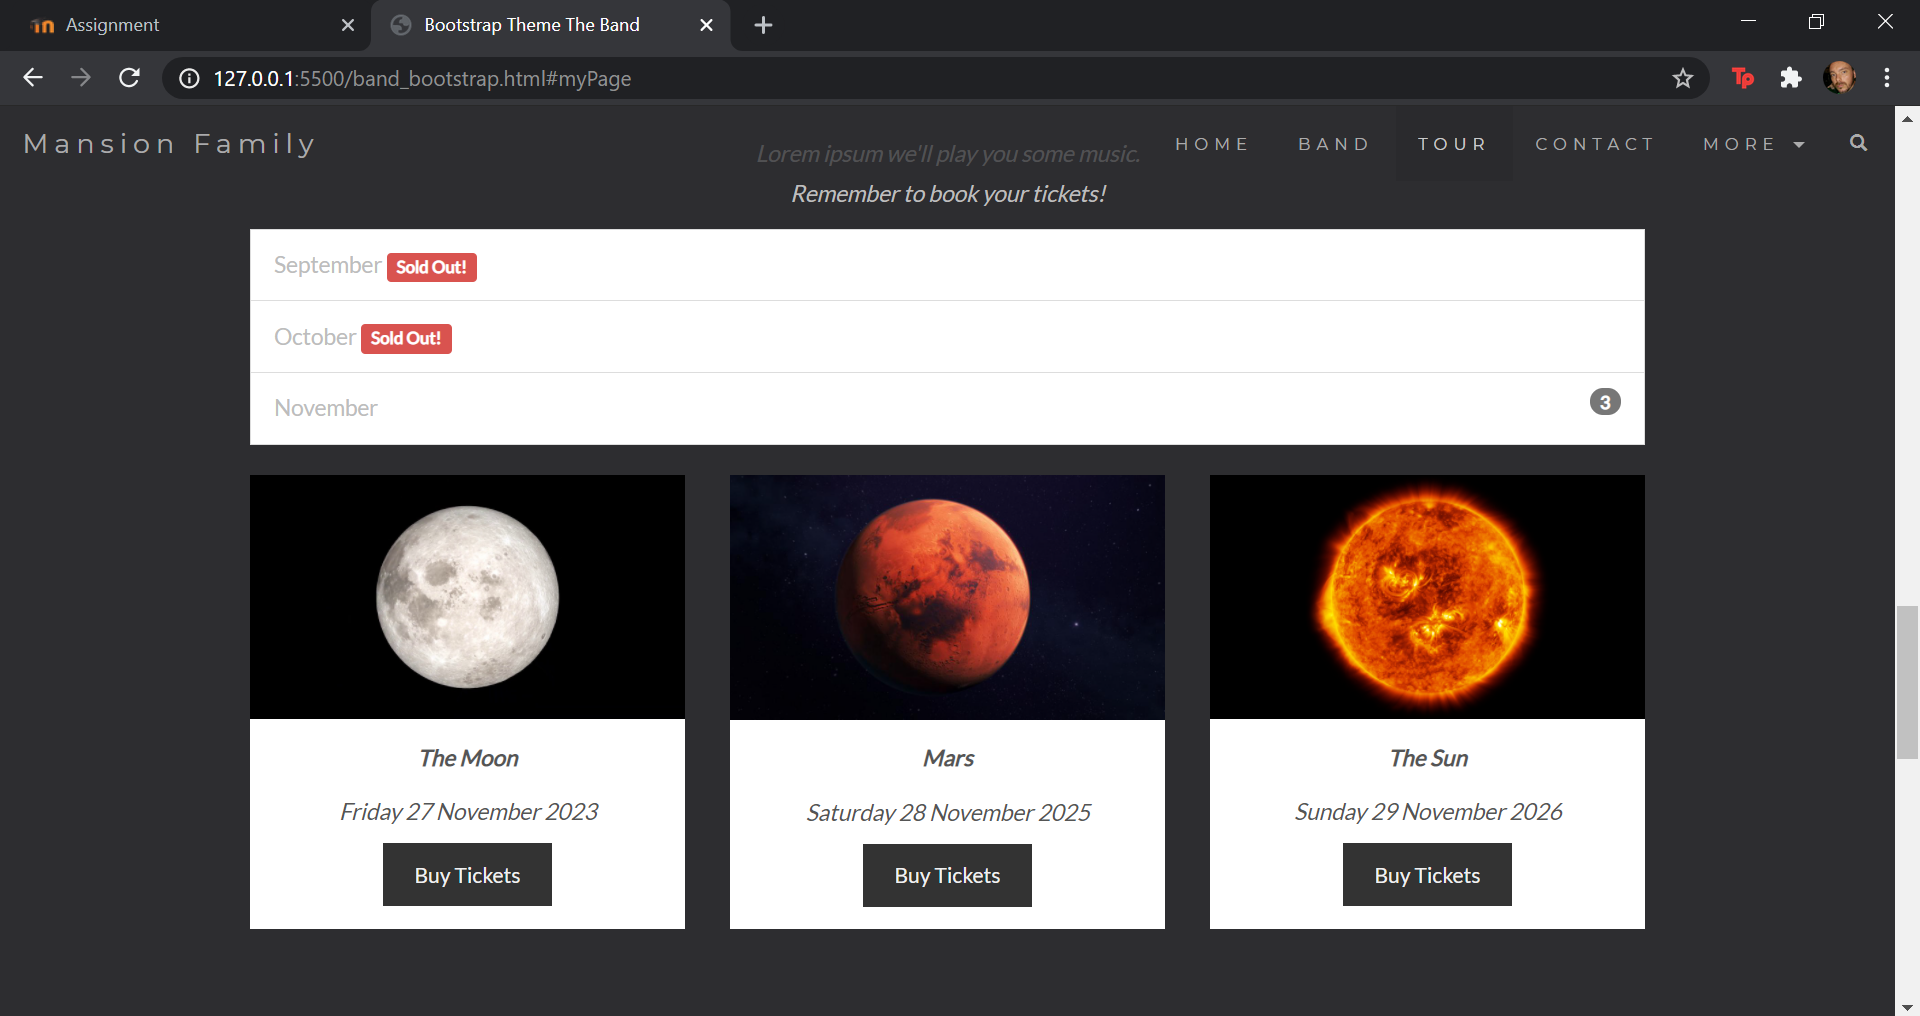 Assignment
Bootstrap Theme The Band
127.0.0.1:5500/band_bootstrap.html#myPage
Tp
Mansion Family
HOME
BAND
TOUR
CONTACT
MORE
Lorem ipsum we'll play you some music.
Remember to book your tickets!
September Sold Out!
October Sold Out!
November 3
The Moon
Friday 27 November 2023
Buy Tickets
Mars
Saturday 28 November 2025
Buy Tickets
The Sun
Sunday 29 November 2026
Buy Tickets